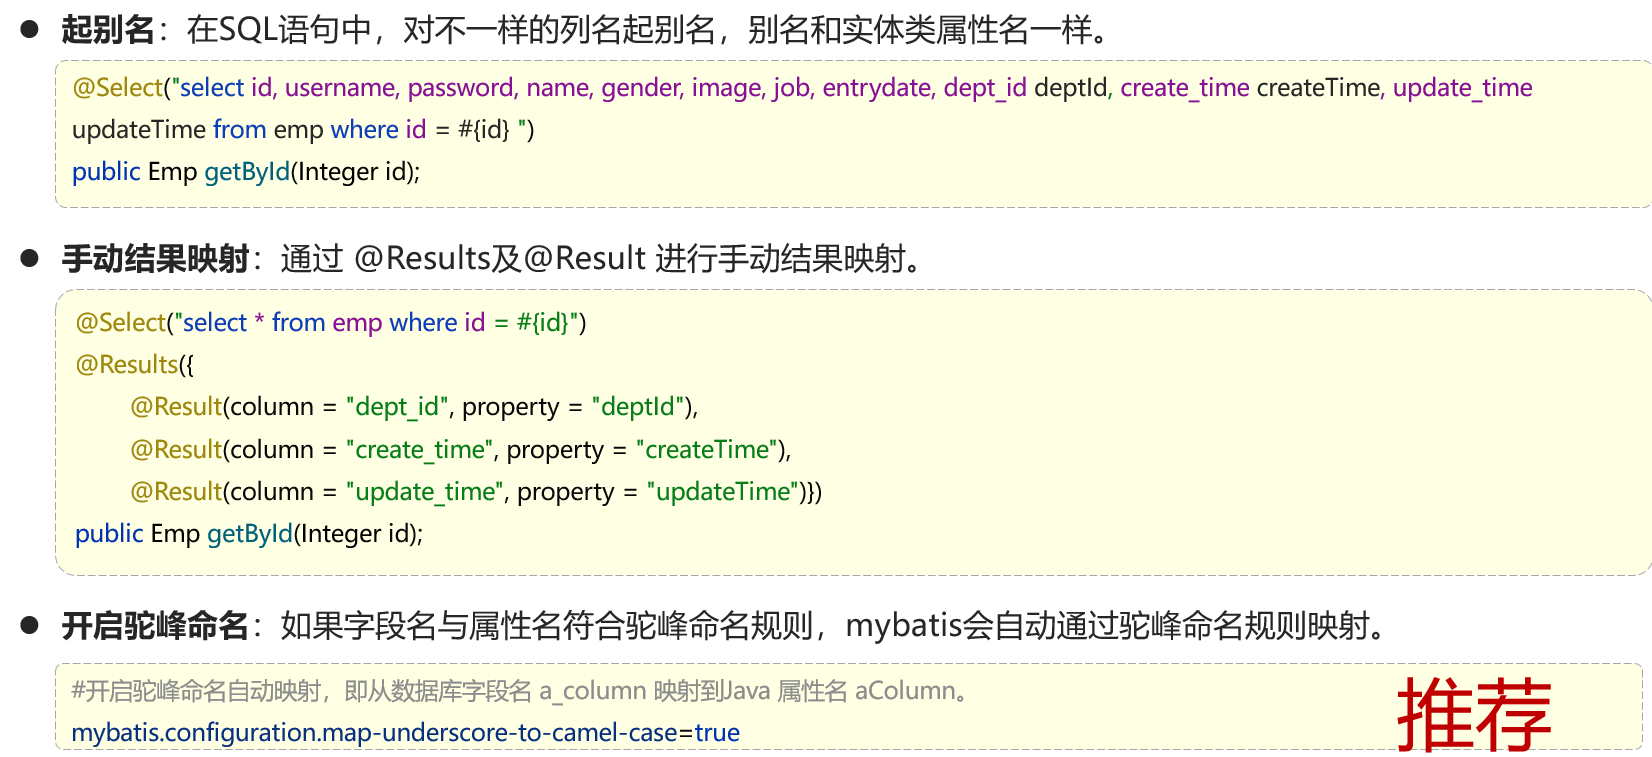 ● 起别名：在SQL语句中，对不一样的列名起别名，别名和实体类属性名一样。
@Select("select id, username, password, name, gender, image, job, entrydate, dept_id deptId, create_time createTime, update_time
updateTime from emp where id = #{id} ")
public Emp getById(Integer id);
● 手动结果映射：通过 @Results及@Result 进行手动结果映射。
@Select("select * from emp where id = #{id}")
@Results({
@Result(column = "dept_id", property = "deptId"),
@Result(column = "create_time", property = "createTime"),
@Result(column = "update_time", property = "updateTime")})
public Emp getById(Integer id);
● 开启驼峰命名：如果字段名与属性名符合驼峰命名规则，mybatis会自动通过驼峰命名规则映射。
#开启驼峰命名自动映射，即从数据库字段名 a_column 映射到Java 属性名 aColumn。
mybatis.configuration.map-underscore-to-camel-case=true
推荐